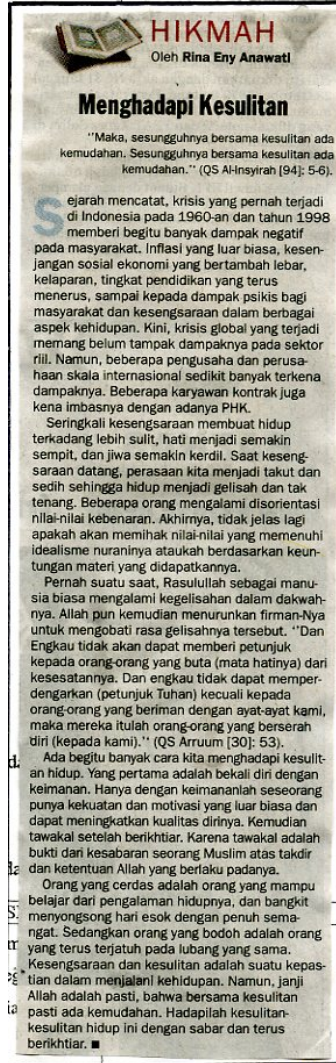 HIKMAH
Oleh Rina Eny Anawati
Menghadapi Kesulitan
''Maka, sesungguhnya bersama kesulitan ada
kemudahan. Sesungguhnya bersama kesulitan ada
kemudahan.'' (QS Al-Insyirah [94]: 5-6).
Sejarah mencatat, krisis yang pernah terjadi
di Indonesia pada 1960-an dan tahun 1998
memberi begitu banyak dampak negatif
pada masyarakat. Inflasi yang luar biasa, kesen-
jangan sosial ekonomi yang bertambah lebar,
kelaparan, tingkat pendidikan yang terus
menerus, sampai kepada dampak psikis bagi
masyarakat dan kesengsaraan dalam berbagai
aspek kehidupan. Kini, krisis global yang terjadi
memang belum tampak dampaknya pada sektor
riil. Namun, beberapa pengusaha dan perusa-
haan skala internasional sedikit banyak terkena
dampaknya. Beberapa karyawan kontrak juga
kena imbasnya dengan adanya PHK.
Seringkali kesengsaraan membuat hidup
terkadang lebih sulit, hati menjadi semakin
sempit, dan jiwa semakin kerdil. Saat keseng-
saraan datang, perasaan kita menjadi takut dan
sedih sehingga hidup menjadi gelisah dan tak
tenang. Beberapa orang mengalami disorientasi
nilai-nilai kebenaran. Akhirnya, tidak jelas lagi
apakah akan memihak nilai-nilai yang memenuhi
idealisme nuraninya ataukah berdasarkan keun-
tungan materi yang didapatkannya.
Pernah suatu saat, Rasulullah sebagai manu-
sia biasa mengalami kegelisahan dalam dakwah-
nya. Allah pun kemudian menurunkan firman-Nya
untuk mengobati rasa gelisahnya tersebut. ''Dan
Engkau tidak akan dapat memberi petunjuk
kepada orang-orang yang buta (mata hatinya) dari
kesesatannya. Dan engkau tidak dapat memper-
dengarkan (petunjuk Tuhan) kecuali kepada
orang-orang yang beriman dengan ayat-ayat kami,
maka mereka itulah orang-orang yang berserah
diri (kepada kami).'' (QS Arruum [30]: 53).
Ada begitu banyak cara kita menghadapi kesulit-
an hidup. Yang pertama adalah bekali diri dengan
keimanan. Hanya dengan keimananlah seseorang
punya kekuatan dan motivasi yang luar biasa dan
dapat meningkatkan kualitas dirinya. Kemudian
tawakal setelah berikhtiar. Karena tawakal adalah
bukti dari kesabaran seorang Muslim atas takdir
dan ketentuan Allah yang berlaku padanya.
Orang yang cerdas adalah orang yang mampu
belajar dari pengalaman hidupnya, dan bangkit
menyongsong hari esok dengan penuh sema-
ngat. Sedangkan orang yang bodoh adalah orang
yang terus terjatuh pada lubang yang sama.
Kesengsaraan dan kesulitan adalah suatu kepas-
tian dalam menjalani kehidupan. Namun, janji
Allah adalah pasti, bahwa bersama kesulitan
pasti ada kemudahan. Hadapilah kesulitan-
kesulitan hidup ini dengan sabar dan terus
berikhtiar. ■